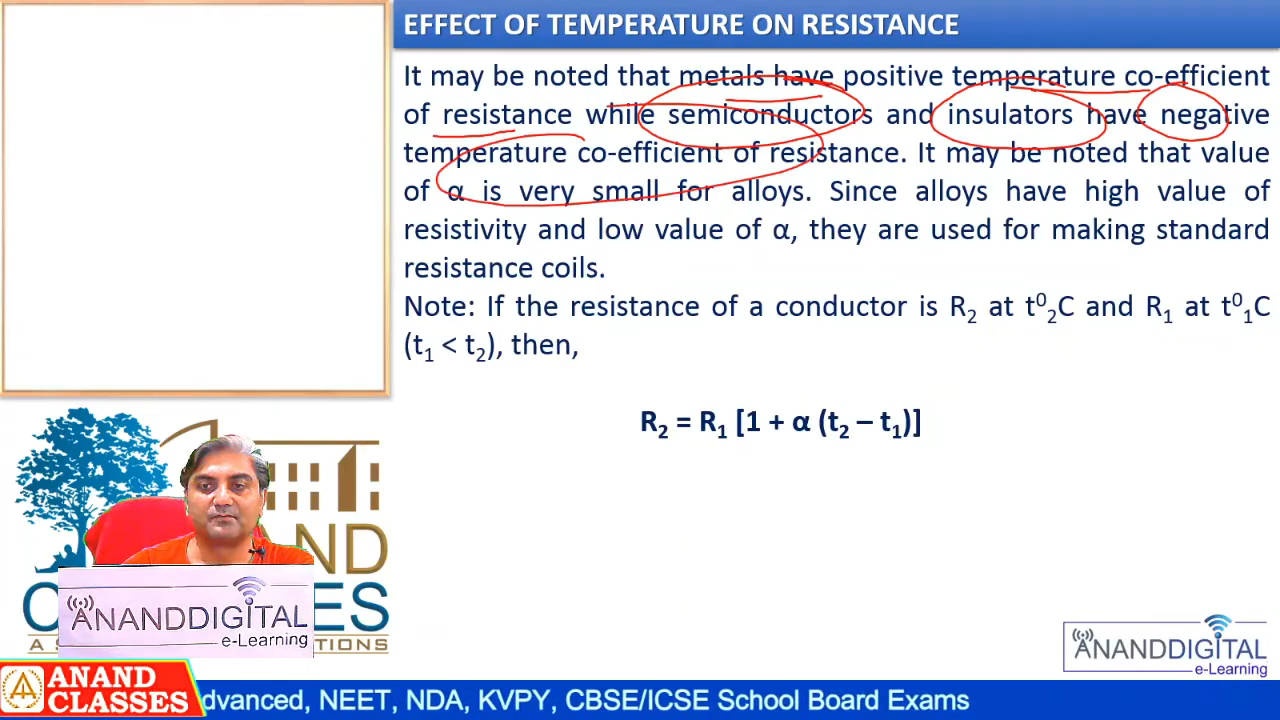 EFFECT OF TEMPERATURE ON RESISTANCE
It may be noted that metals have positive temperature co-efficient
of resistance while semiconductors and insulators have negative
temperature co-efficient of resistance. It may be noted that value
of α is very small for alloys. Since alloys have high value of
resistivity and low value of α, they are used for making standard
resistance coils.
Note: If the resistance of a conductor is R₂ at t⁰₂C and R₁ at t⁰₁C
(t₁ < t₂), then,
R₂ = R₁ [1 + α (t₂ – t₁)]
ANANDDIGITAL
e-Learning
ANANDDIGITAL
e-Learning
ANAND
CLASSES
dvanced, NEET, NDA, KVPY, CBSE/ICSE School Board Exams